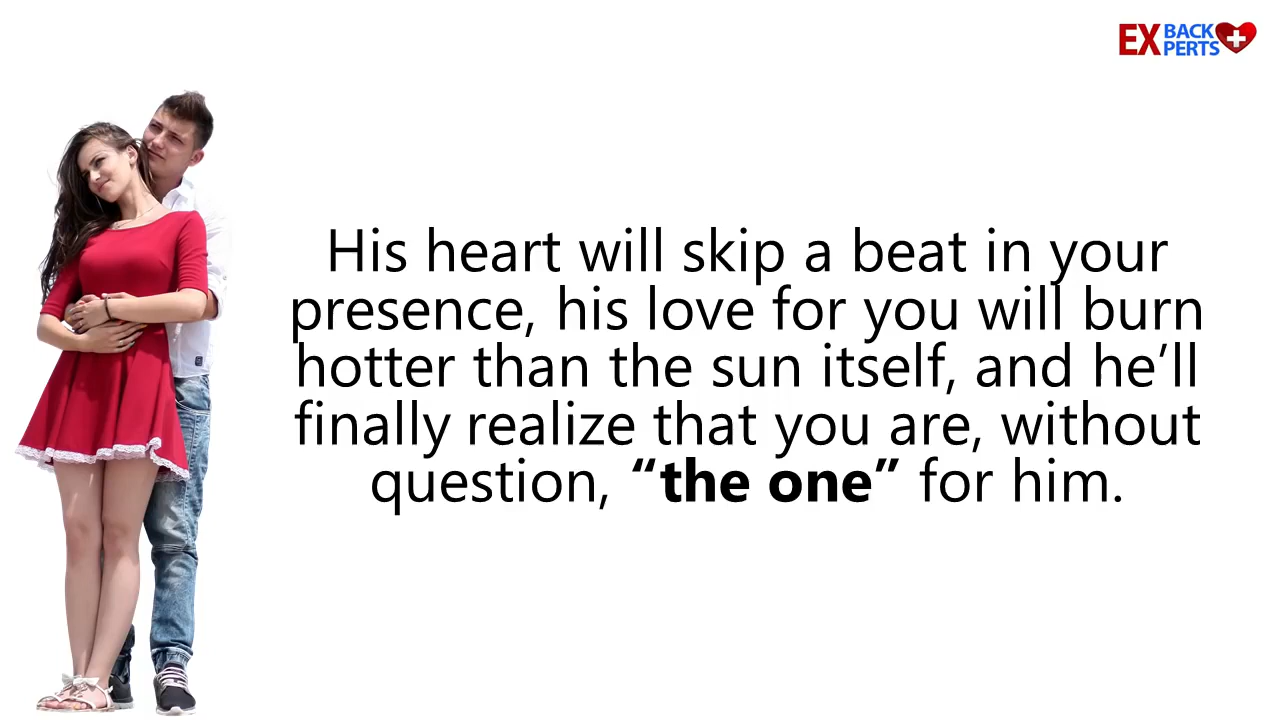 EX BACK
PERTS
His heart will skip a beat in your
presence, his love for you will burn
hotter than the sun itself, and he’ll
finally realize that you are, without
question, “the one” for him.